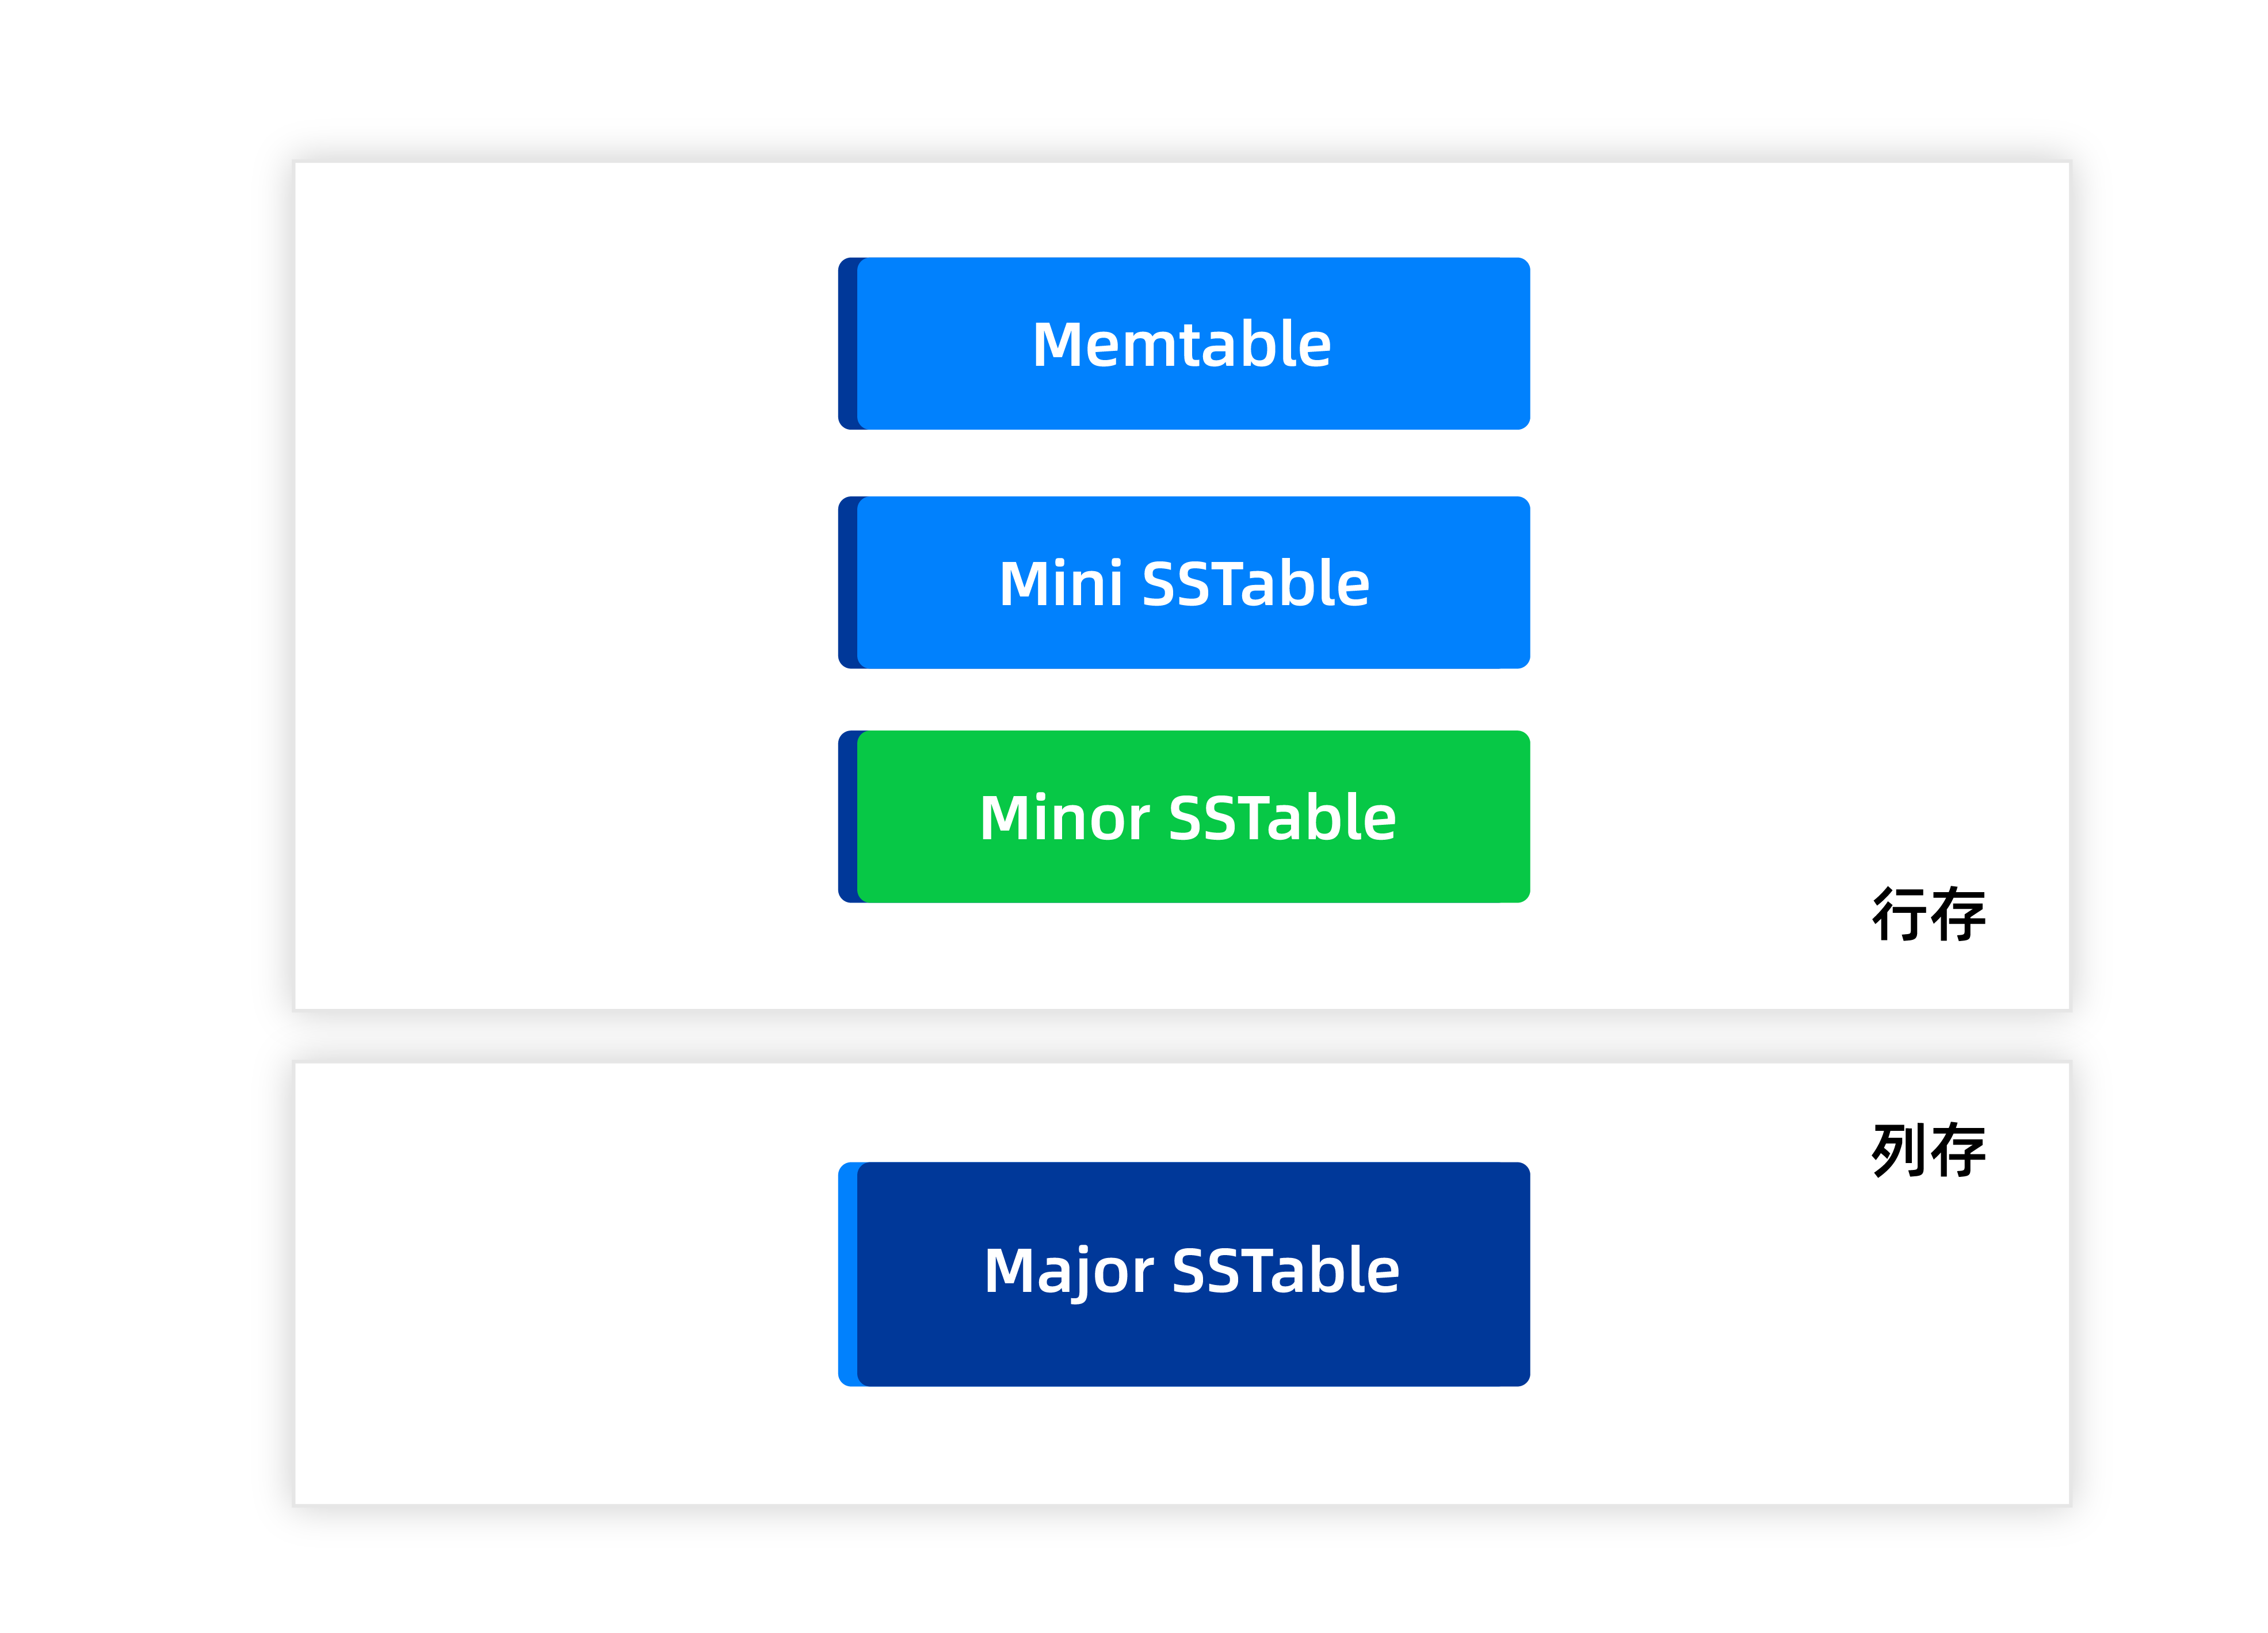 Memtable
Mini SSTable
Minor SSTable
行存
列存
Major SSTable